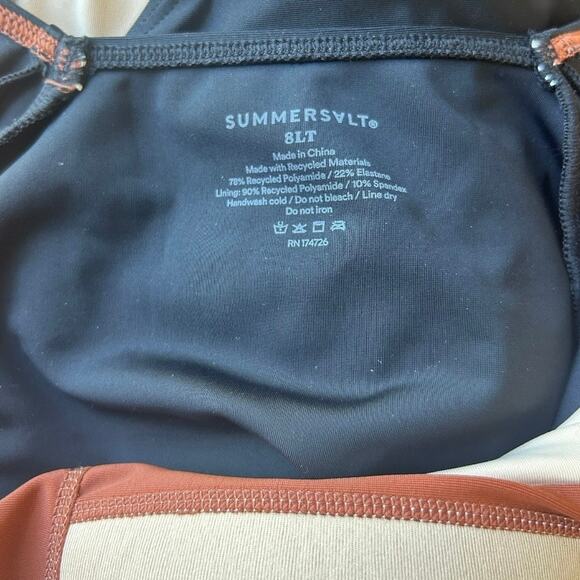 SUMMERSALT®
8LT
Made in China
Made with Recycled Materials
78% Recycled Polyamide / 22% Elastane
Lining: 90% Recycled Polyamide / 10% Spandex
Handwash cold / Do not bleach / Line dry
Do not iron
RN 174726